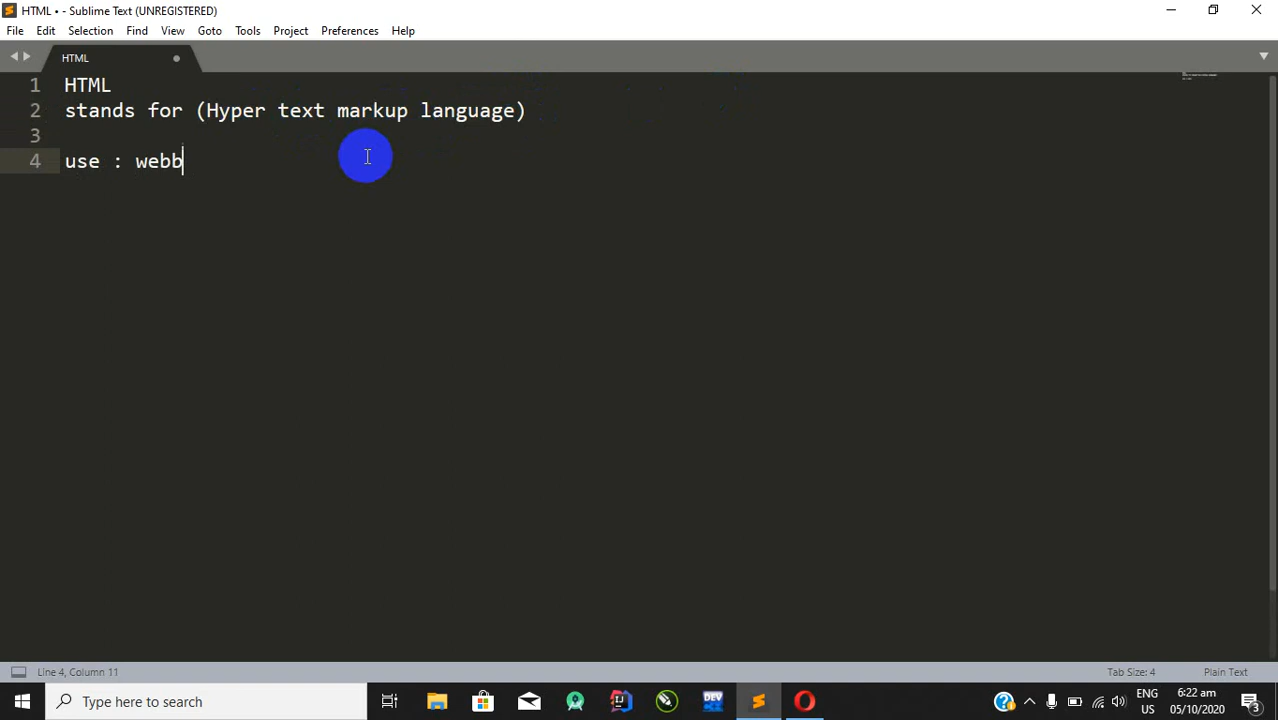 HTML • - Sublime Text (UNREGISTERED)
File Edit Selection Find View Goto Tools Project Preferences Help
HTML
1 HTML
2 stands for (Hyper text markup language)
3
4 use : webb
Line 4, Column 11 Tab Size: 4 Plain Text
Type here to search DEV ENG US 6:22 am 05/10/2020 3